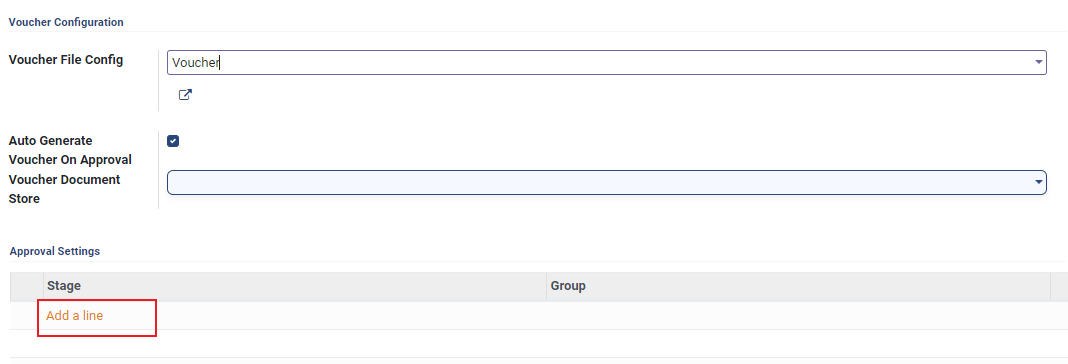 Voucher Configuration
Voucher File Config
Voucher
Auto Generate
Voucher On Approval
Voucher Document
Store
Approval Settings
Stage Group
Add a line